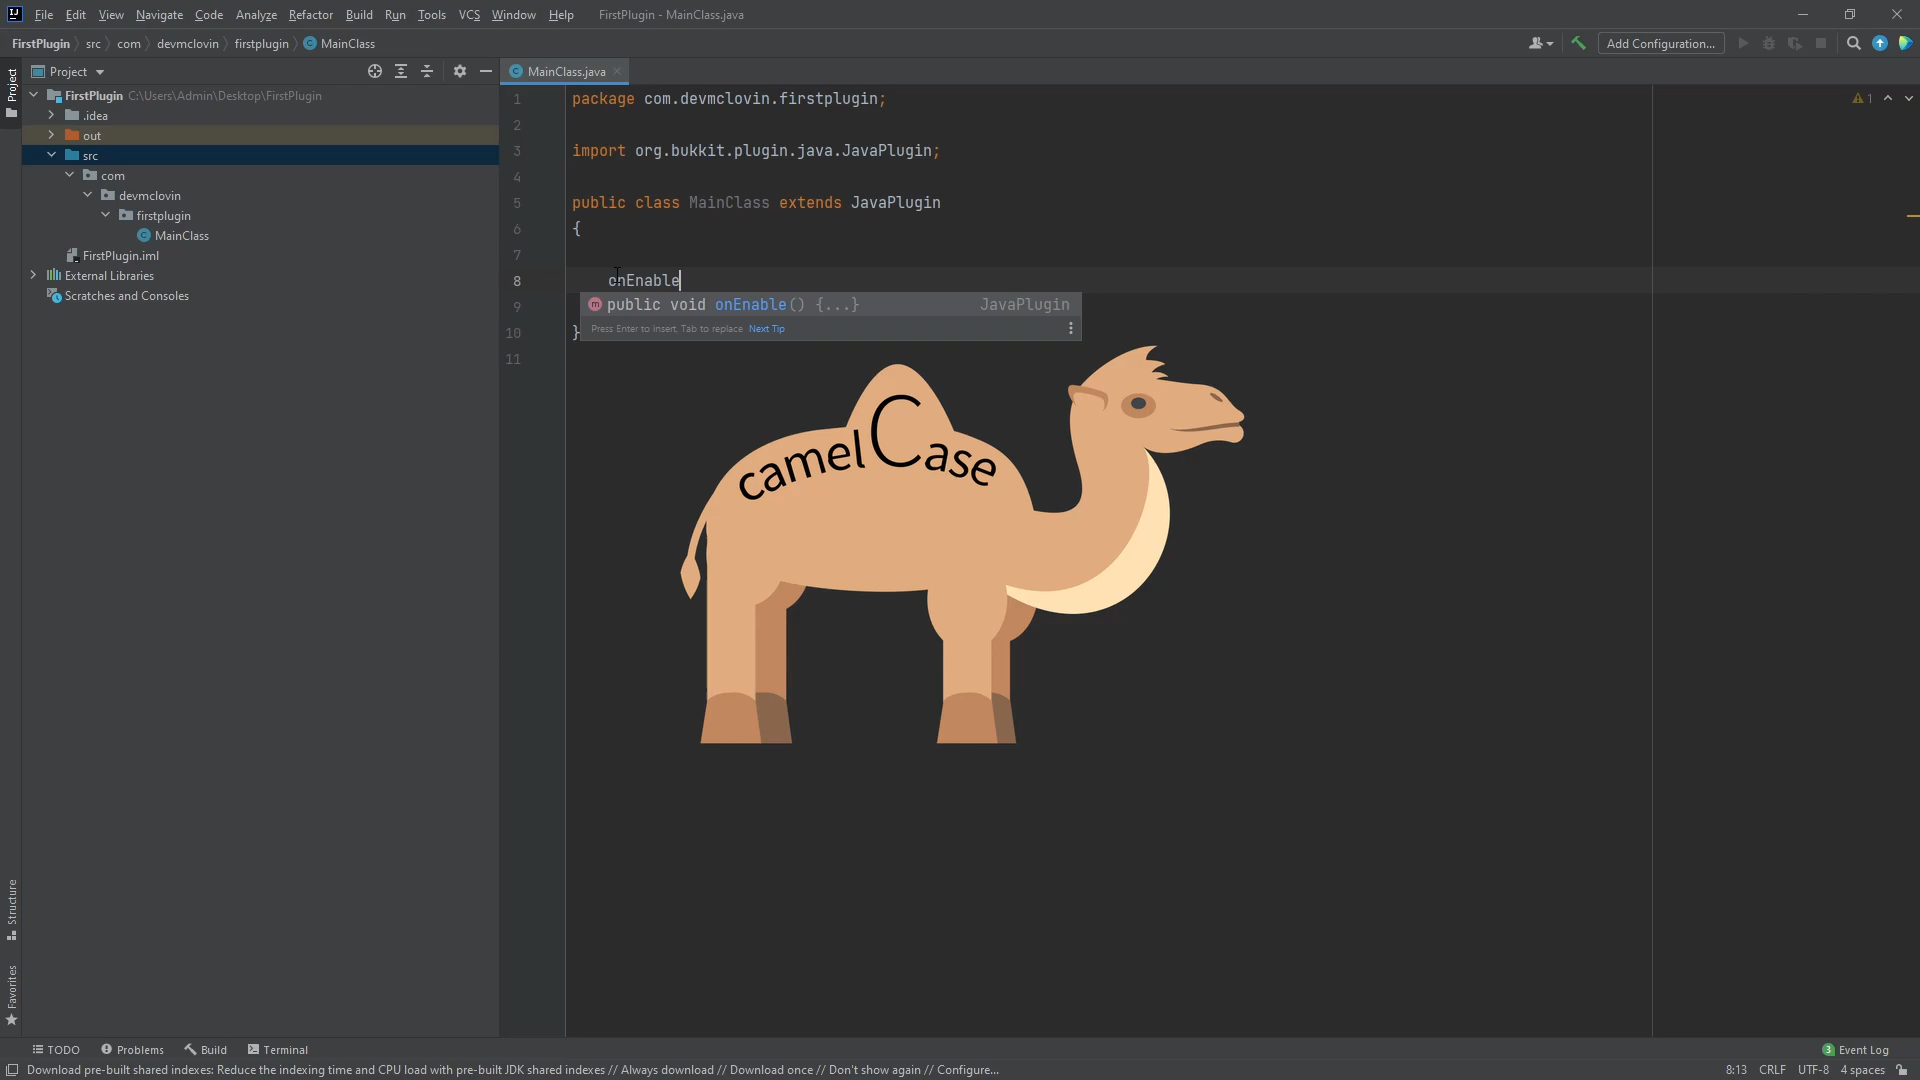 IJ File Edit View Navigate Code Analyze Refactor Build Run Tools VCS Window Help FirstPlugin - MainClass.java
FirstPlugin src com devmclovin firstplugin C MainClass Add Configuration...
Project
Project
MainClass.java
FirstPlugin C:\Users\Admin\Desktop\FirstPlugin
.idea
out
src
com
devmclovin
firstplugin
MainClass
FirstPlugin.iml
External Libraries
Scratches and Consoles
1 package com.devmclovin.firstplugin;
2
3 import org.bukkit.plugin.java.JavaPlugin;
4
5 public class MainClass extends JavaPlugin
6 {
7
8 onEnable
9
10 }
11
1
m public void onEnable() {...} JavaPlugin
Press Enter to insert, Tab to replace Next Tip
camelCase
Structure
Favorites
TODO Problems Build Terminal 3 Event Log
Download pre-built shared indexes: Reduce the indexing time and CPU load with pre-built JDK shared indexes // Always download // Download once // Don't show again // Configure... 8:13 CRLF UTF-8 4 spaces